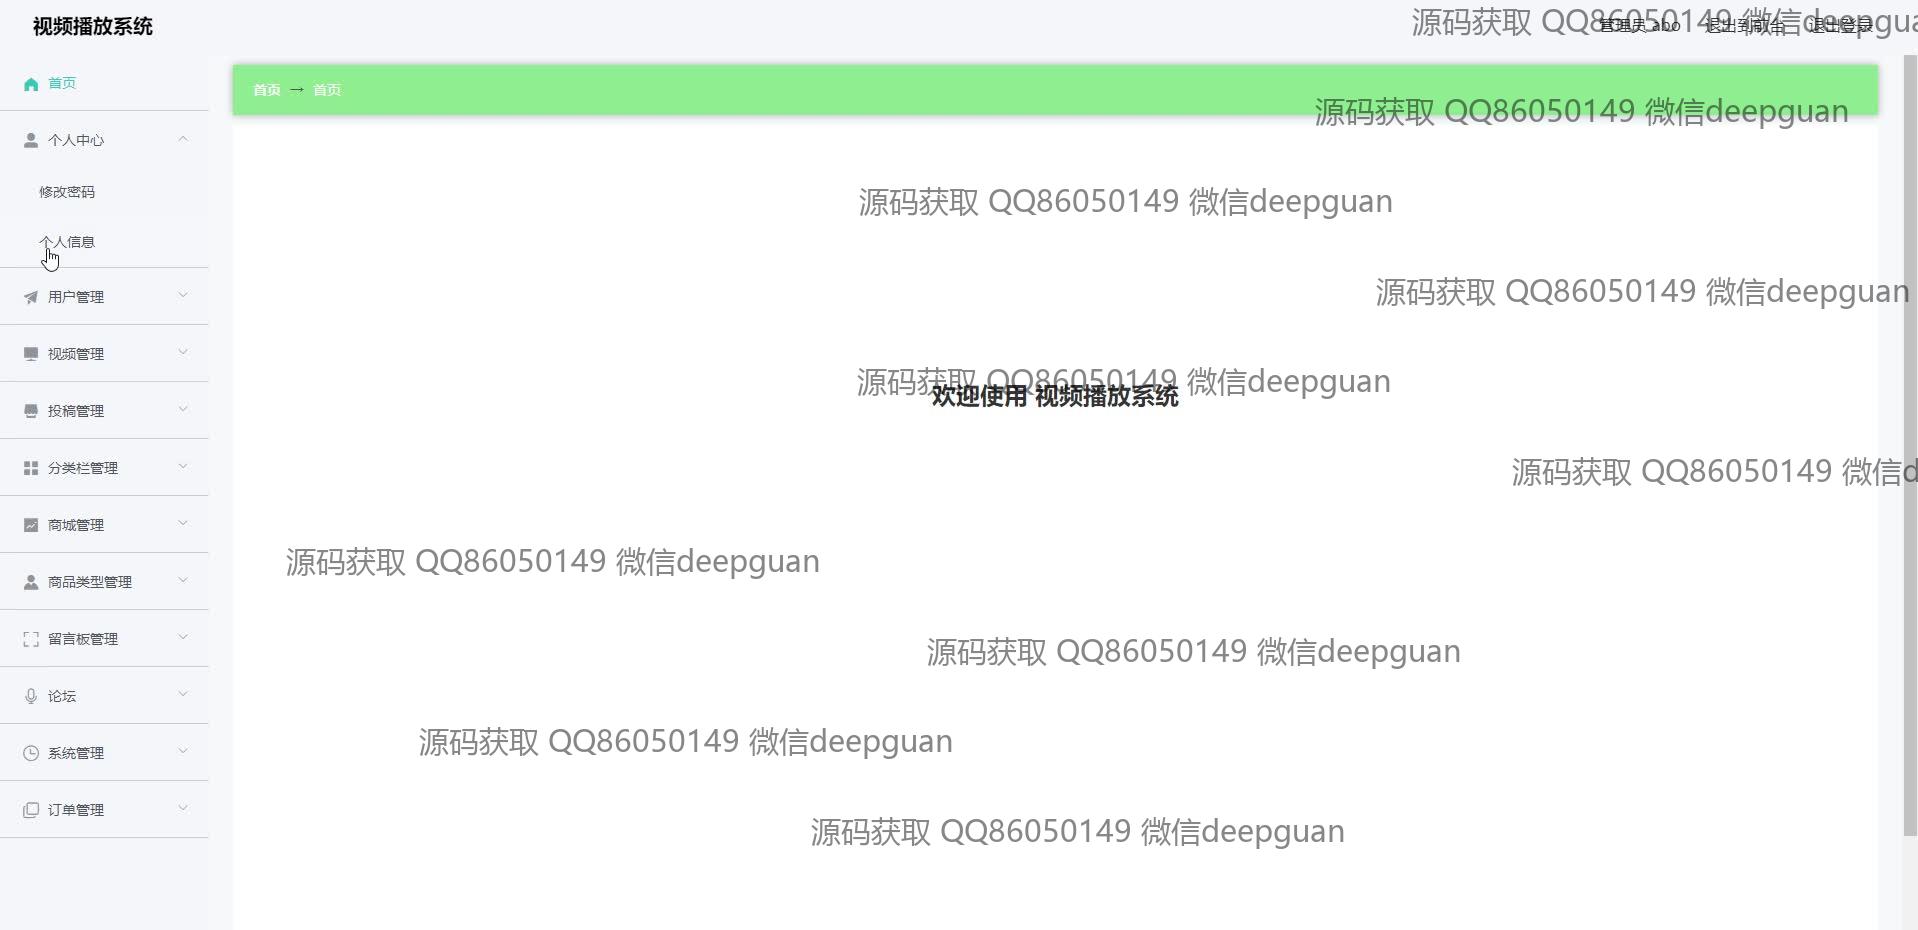 视频播放系统
源码获取 QQ86050149 微信deepgua
管理员 abo 退出到前台 退出登录
首页
首页 → 首页
源码获取 QQ86050149 微信deepguan
个人中心
修改密码
源码获取 QQ86050149 微信deepguan
个人信息
用户管理
源码获取 QQ86050149 微信deepguan
视频管理
源码获取 QQ86050149 微信deepguan
欢迎使用 视频播放系统
投稿管理
分类栏管理
源码获取 QQ86050149 微信d
商城管理
源码获取 QQ86050149 微信deepguan
商品类型管理
留言板管理
源码获取 QQ86050149 微信deepguan
论坛
源码获取 QQ86050149 微信deepguan
系统管理
订单管理
源码获取 QQ86050149 微信deepguan